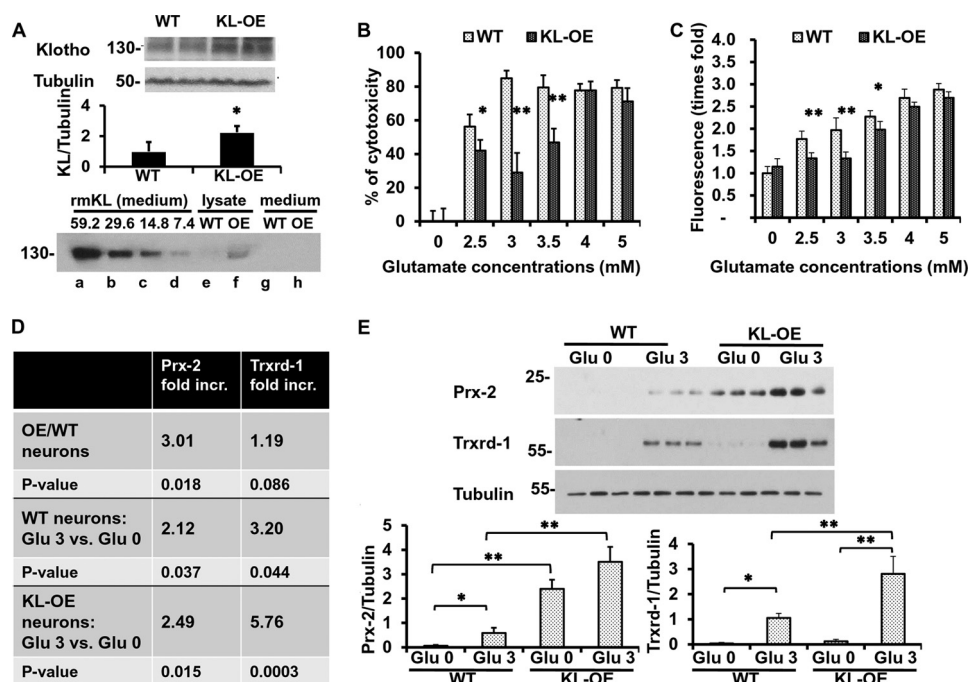 A
WT KL-OE
Klotho 130-
Tubulin 50-
KL/Tubulin
4
2
0
*
WT KL-OE
rmKL (medium) lysate medium
59.2 29.6 14.8 7.4 WT OE WT OE
130-
a b c d e f g h
B
WT KL-OE
% of cytotoxicity
100
80
60
40
20
0
* ** **
0 2.5 3 3.5 4 5
Glutamate concentrations (mM)
C
WT KL-OE
Fluorescence (times fold)
4.0
3.5
3.0
2.5
2.0
1.5
1.0
0.5
-
** ** *
0 2.5 3 3.5 4 5
Glutamate concentrations (mM)
D
Prx-2 Trxrd-1
fold incr. fold incr.
OE/WT
neurons
3.01 1.19
P-value 0.018 0.086
WT neurons:
Glu 3 vs. Glu 0
2.12 3.20
P-value 0.037 0.044
KL-OE
neurons:
Glu 3 vs. Glu 0
2.49 5.76
P-value 0.015 0.0003
E
WT KL-OE
Glu 0 Glu 3 Glu 0 Glu 3
Prx-2 25-
Trxrd-1 55-
Tubulin 55-
Prx-2/Tubulin
5
4
3
2
1
0
* ** **
Glu 0 Glu 3 Glu 0 Glu 3
WT KL-OE
Trxrd-1/Tubulin
4
3
2
1
0
* ** **
Glu 0 Glu 3 Glu 0 Glu 3
WT KL-OE